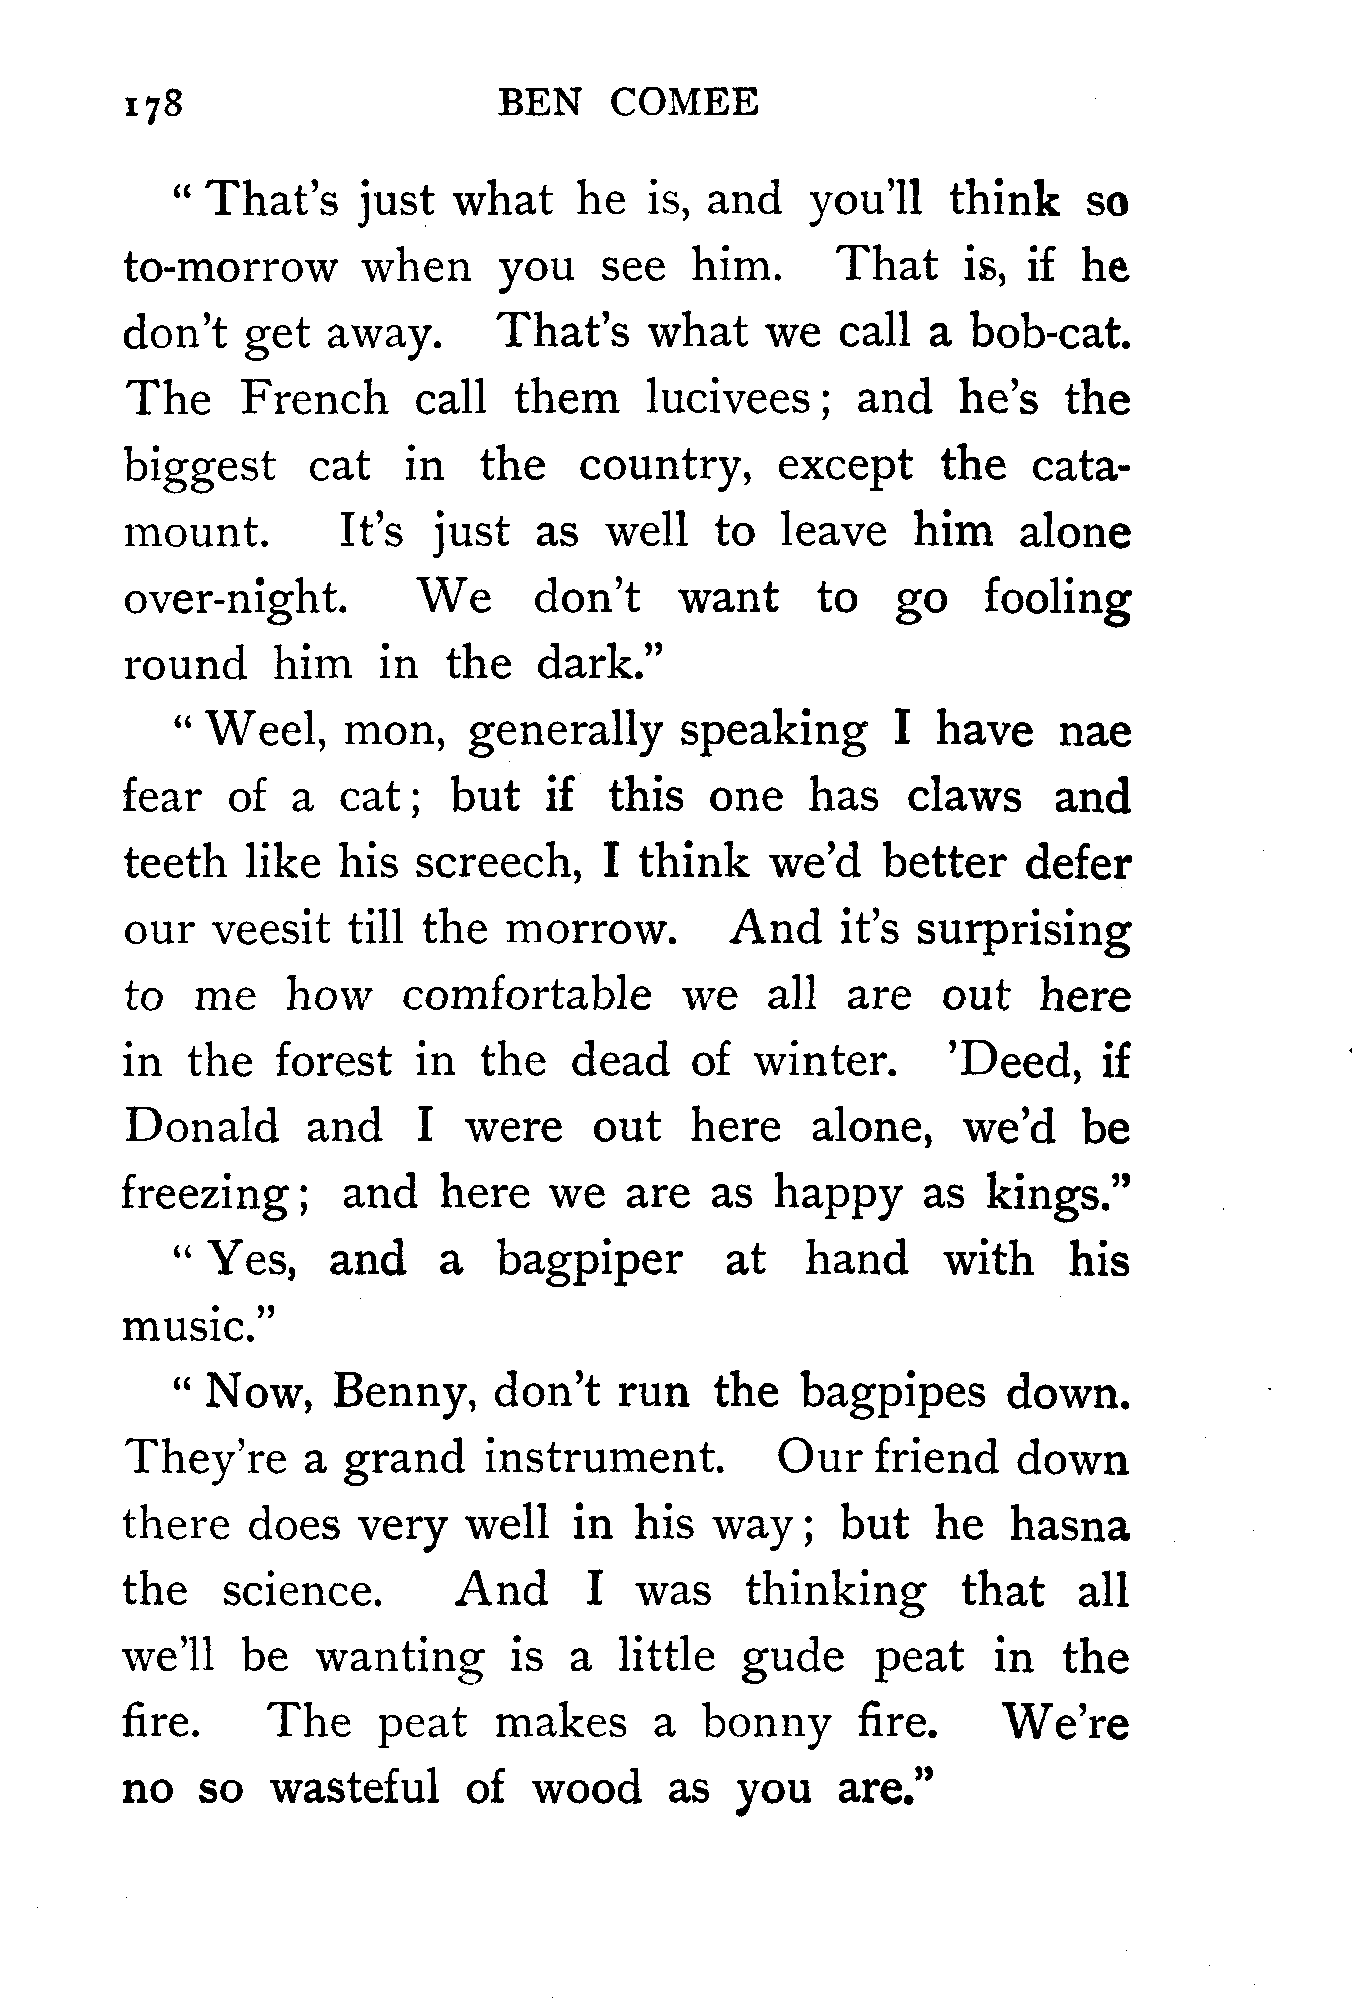 178 BEN COMEE
“ That’s just what he is, and you’ll think so
to-morrow when you see him. That is, if he
don’t get away. That’s what we call a bob-cat.
The French call them lucivees; and he’s the
biggest cat in the country, except the cata-
mount. It’s just as well to leave him alone
over-night. We don’t want to go fooling
round him in the dark.”
“ Weel, mon, generally speaking I have nae
fear of a cat; but if this one has claws and
teeth like his screech, I think we’d better defer
our veesit till the morrow. And it’s surprising
to me how comfortable we all are out here
in the forest in the dead of winter. ’Deed, if
Donald and I were out here alone, we’d be
freezing; and here we are as happy as kings.”
“ Yes, and a bagpiper at hand with his
music.”
“ Now, Benny, don’t run the bagpipes down.
They’re a grand instrument. Our friend down
there does very well in his way; but he hasna
the science. And I was thinking that all
we’ll be wanting is a little gude peat in the
fire. The peat makes a bonny fire. We’re
no so wasteful of wood as you are.”